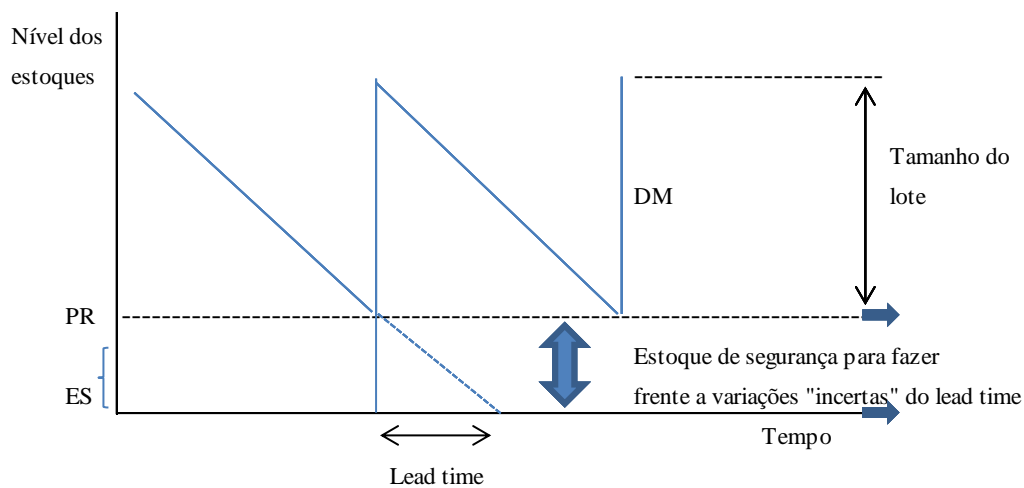 Nível dos
estoques
Tamanho do
lote
DM
PR
Estoque de segurança para fazer
frente a variações "incertas" do lead time
ES
Tempo
Lead time